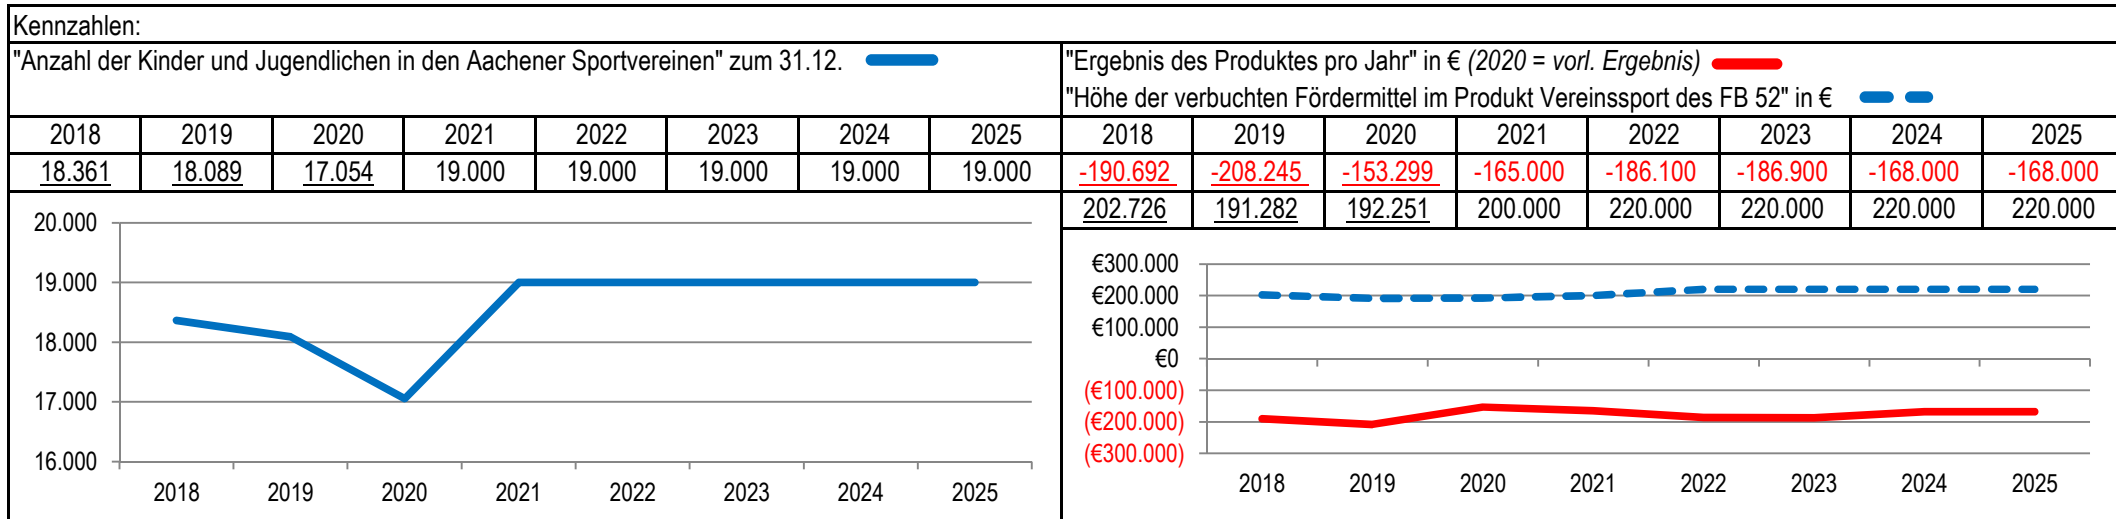 Kennzahlen:
"Anzahl der Kinder und Jugendlichen in den Aachener Sportvereinen" zum 31.12.
2018 2019 2020 2021 2022 2023 2024 2025
18.361 18.089 17.054 19.000 19.000 19.000 19.000 19.000
20.000
19.000
18.000
17.000
16.000
2018 2019 2020 2021 2022 2023 2024 2025
"Ergebnis des Produktes pro Jahr" in € (2020 = vorl. Ergebnis)
"Höhe der verbuchten Fördermittel im Produkt Vereinssport des FB 52" in €
2018 2019 2020 2021 2022 2023 2024 2025
-190.692 -208.245 -153.299 -165.000 -186.100 -186.900 -168.000 -168.000
202.726 191.282 192.251 200.000 220.000 220.000 220.000 220.000
€300.000
€200.000
€100.000
€0
(€100.000)
(€200.000)
(€300.000)
2018 2019 2020 2021 2022 2023 2024 2025